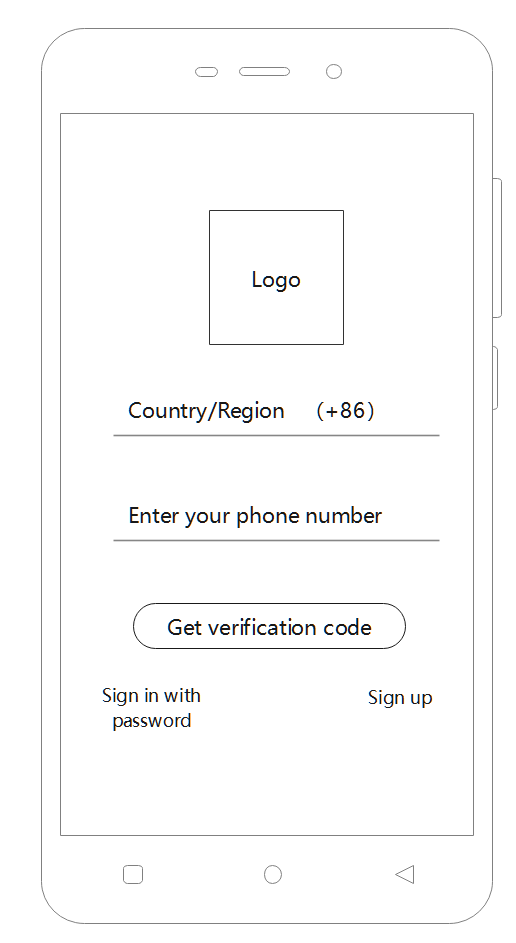 Logo
Country/Region （+86）
Enter your phone number
Get verification code
Sign in with
password
Sign up